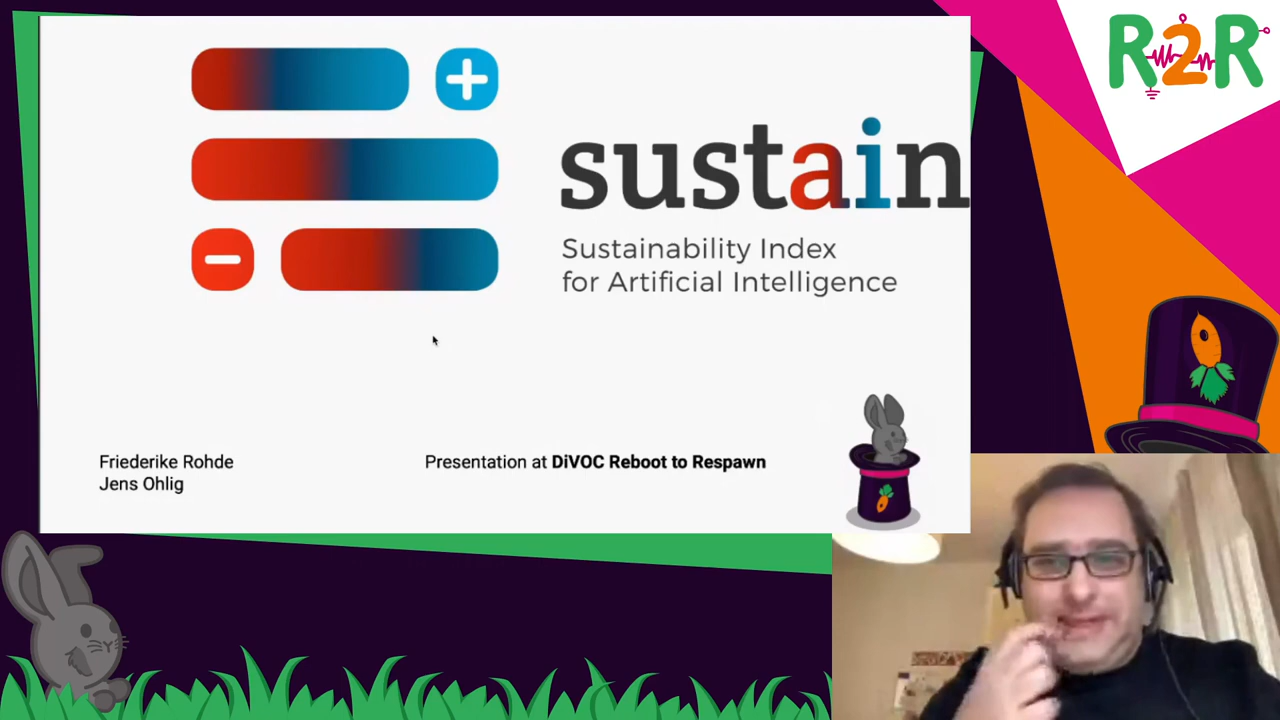 R2R
sustain
Sustainability Index
for Artificial Intelligence
Friederike Rohde
Jens Ohlig
Presentation at DiVOC Reboot to Respawn